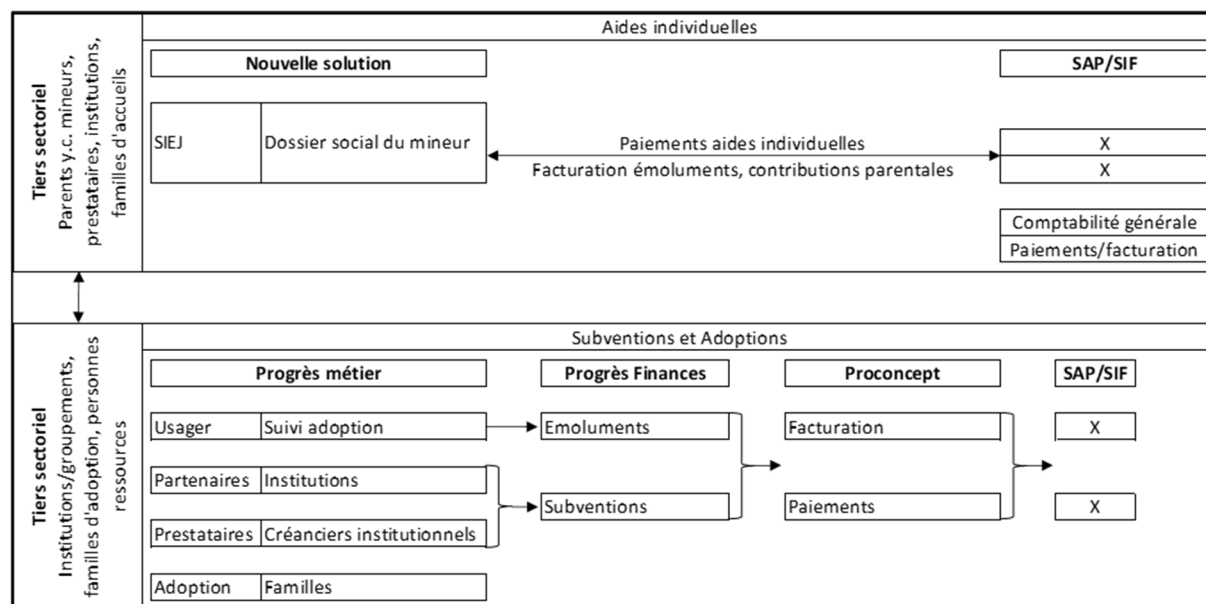 Tiers sectoriel
Parents y.c. mineurs,
prestataires, institutions,
familles d'accueils
Aides individuelles
Nouvelle solution
SAP/SIF
SIEJ
Dossier social du mineur
Paiements aides individuelles
X
Facturation émoluments, contributions parentales
X
Comptabilité générale
Paiements/facturation
Tiers sectoriel
Institutions/groupements,
familles d'adoption, personnes
ressources
Subventions et Adoptions
Progrès métier
Progrès Finances
Proconcept
SAP/SIF
Usager
Suivi adoption
Emoluments
Facturation
X
Partenaires
Institutions
Subventions
Paiements
X
Prestataires
Créanciers institutionnels
Adoption
Familles